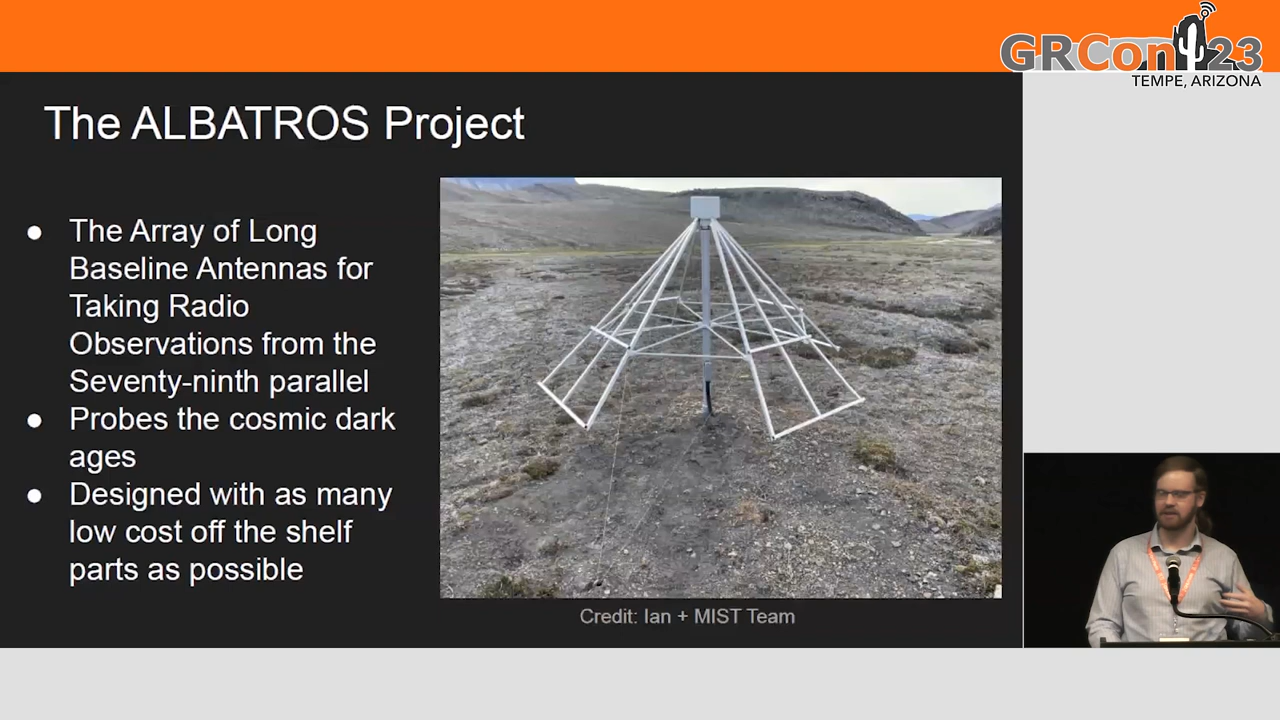 GRCon 23
TEMPE, ARIZONA
The ALBATROS Project
● The Array of Long
Baseline Antennas for
Taking Radio
Observations from the
Seventy-ninth parallel
● Probes the cosmic dark
ages
● Designed with as many
low cost off the shelf
parts as possible
Credit: Ian + MIST Team